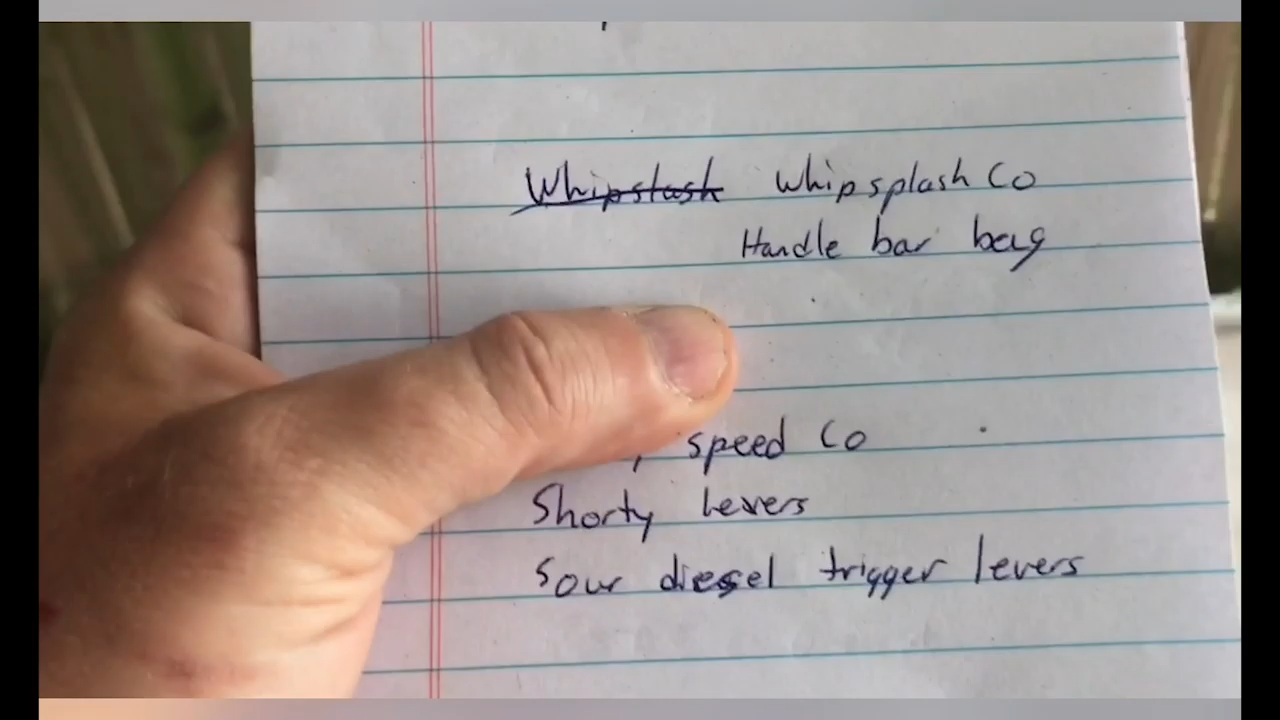 Whipslash Whipsplash Co
Handle bar bag
speed Co
Shorty levers
Sour diesel trigger levers